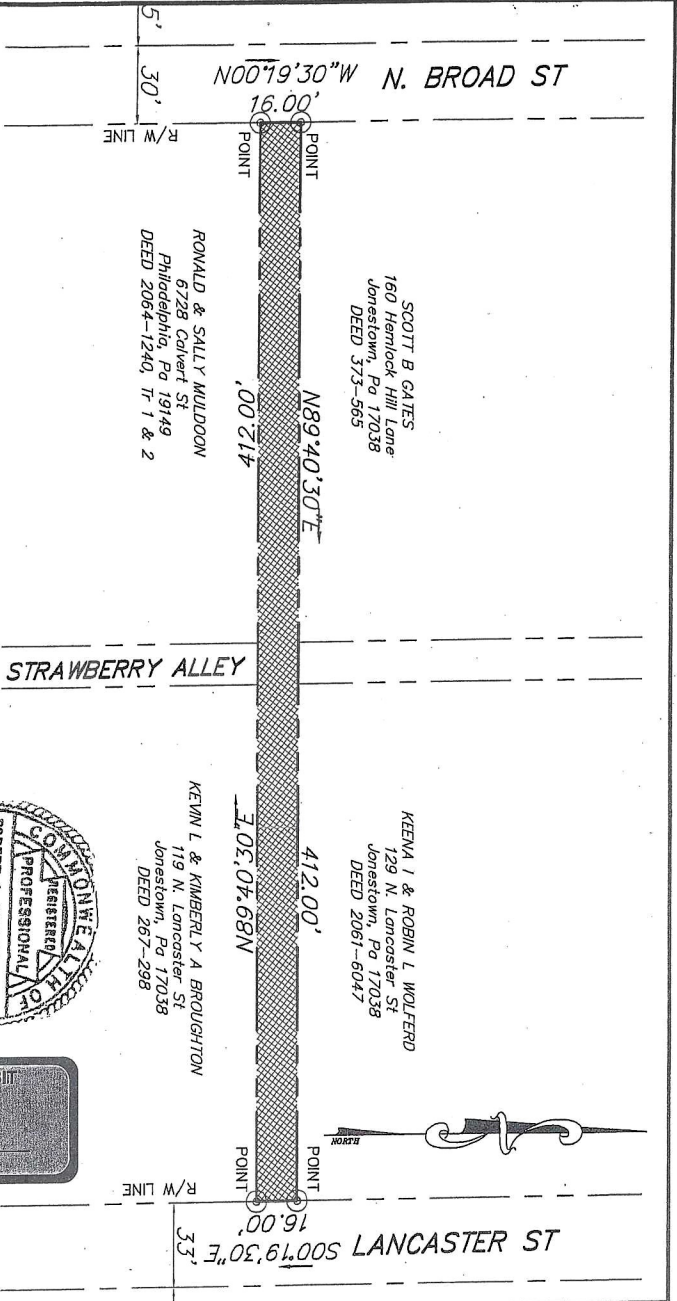 5'
30'
N00°19'30"W
16.00'
N. BROAD ST
R/W LINE
POINT
POINT
SCOTT B GATES
160 Hemlock Hill Lane
Jonestown, Pa 17038
DEED 373-565
RONALD & SALLY MULDOON
6728 Calvert St
Philadelphia, Pa 19149
DEED 2064-1240, Tr 1 & 2
N89°40'30"E
412.00'
STRAWBERRY ALLEY
KEENA I & ROBIN L WOLFERD
129 N. Lancaster St
Jonestown, Pa 17038
DEED 2061-6047
412.00'
N89°40'30"E
KEVIN L & KIMBERLY A BROUGHTON
119 N. Lancaster St
Jonestown, Pa 17038
DEED 267-298
COMMONWEALTH OF
REGISTERED
PROFESSIONAL
NORTH
POINT
POINT
R/W LINE
16.00'
S00°19'30"E
33'
LANCASTER ST